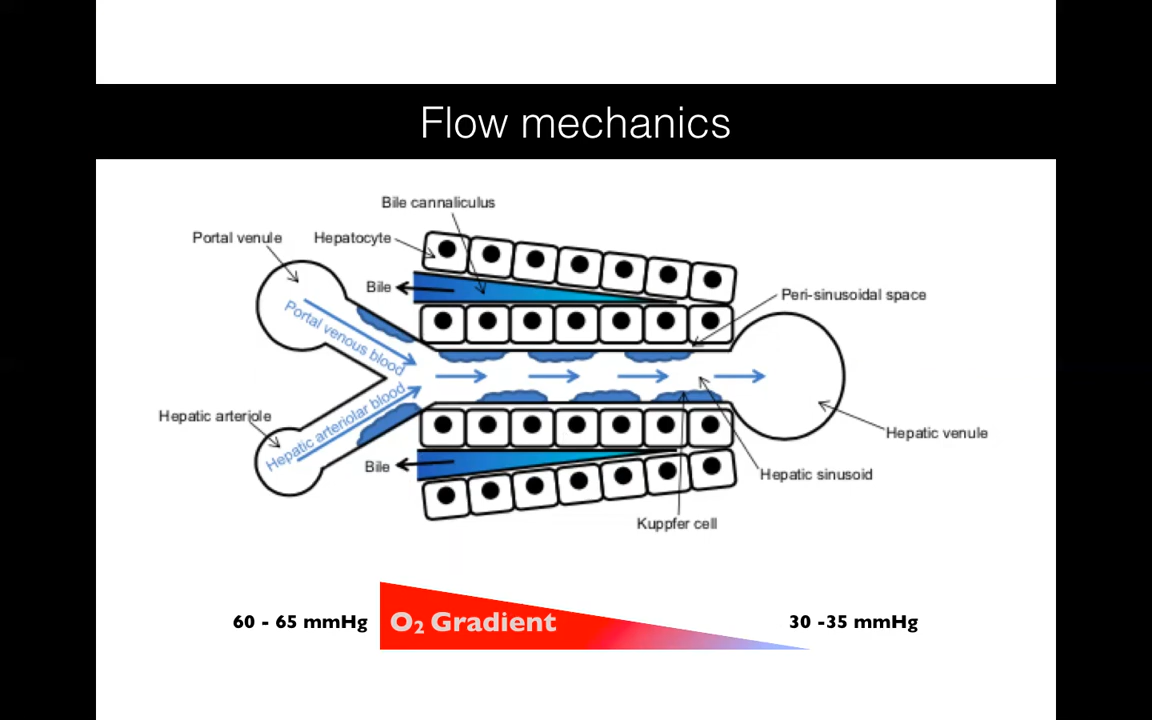 Flow mechanics
Bile cannaliculus
Portal venule
Hepatocyte
Bile
Peri-sinusoidal space
Portal venous blood
Hepatic arteriole
Hepatic arteriolar blood
Hepatic venule
Bile
Hepatic sinusoid
Kuppfer cell
60 - 65 mmHg
O₂ Gradient
30 -35 mmHg